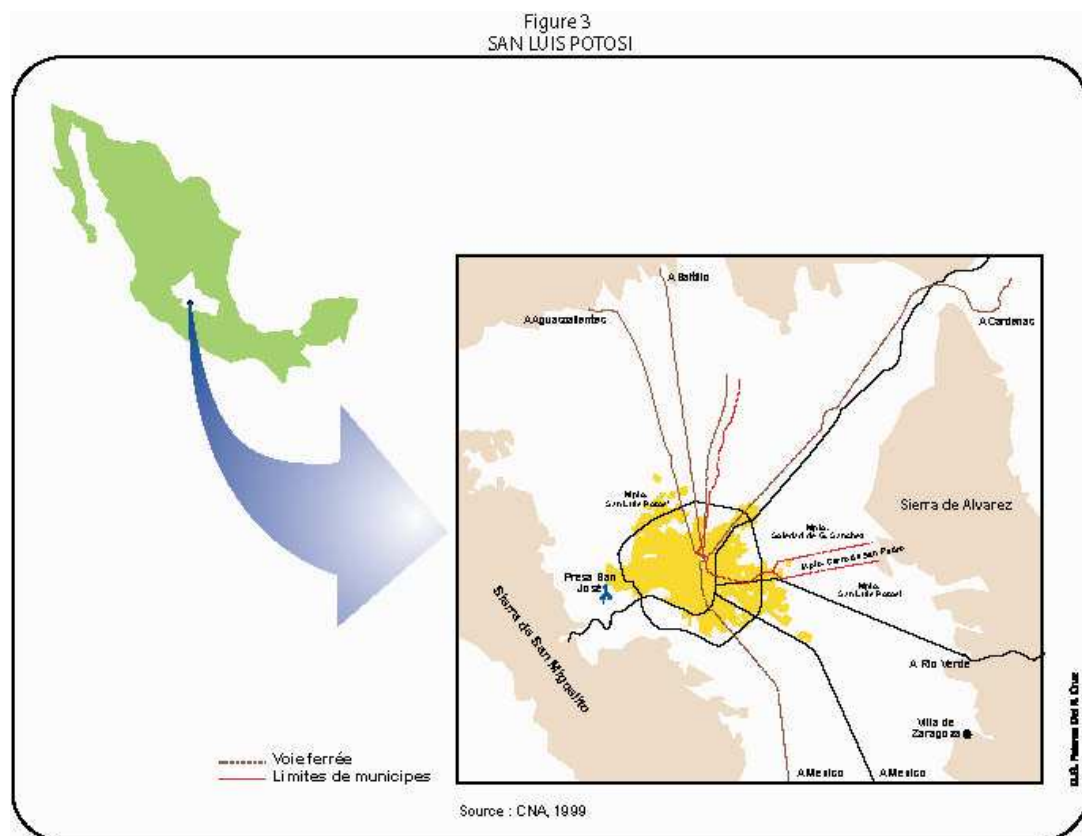 Figure 3
SAN LUIS POTOSI
A Saltillo
A Aguascalientes
A Cardenas
Mpio.
San Luis Potosí
Sierra de Alvarez
Mpio.
Soledad de G. Sanchez
Mpio. Cerro de San Pedro
Presa San
José
Mpio.
San Luis Potosí
Sierra de San Miguelito
A Rio Verde
Villa de
Zaragoza
Voie ferrée
Limites de municipes
A Mexico
A Mexico
Source : CNA, 1999